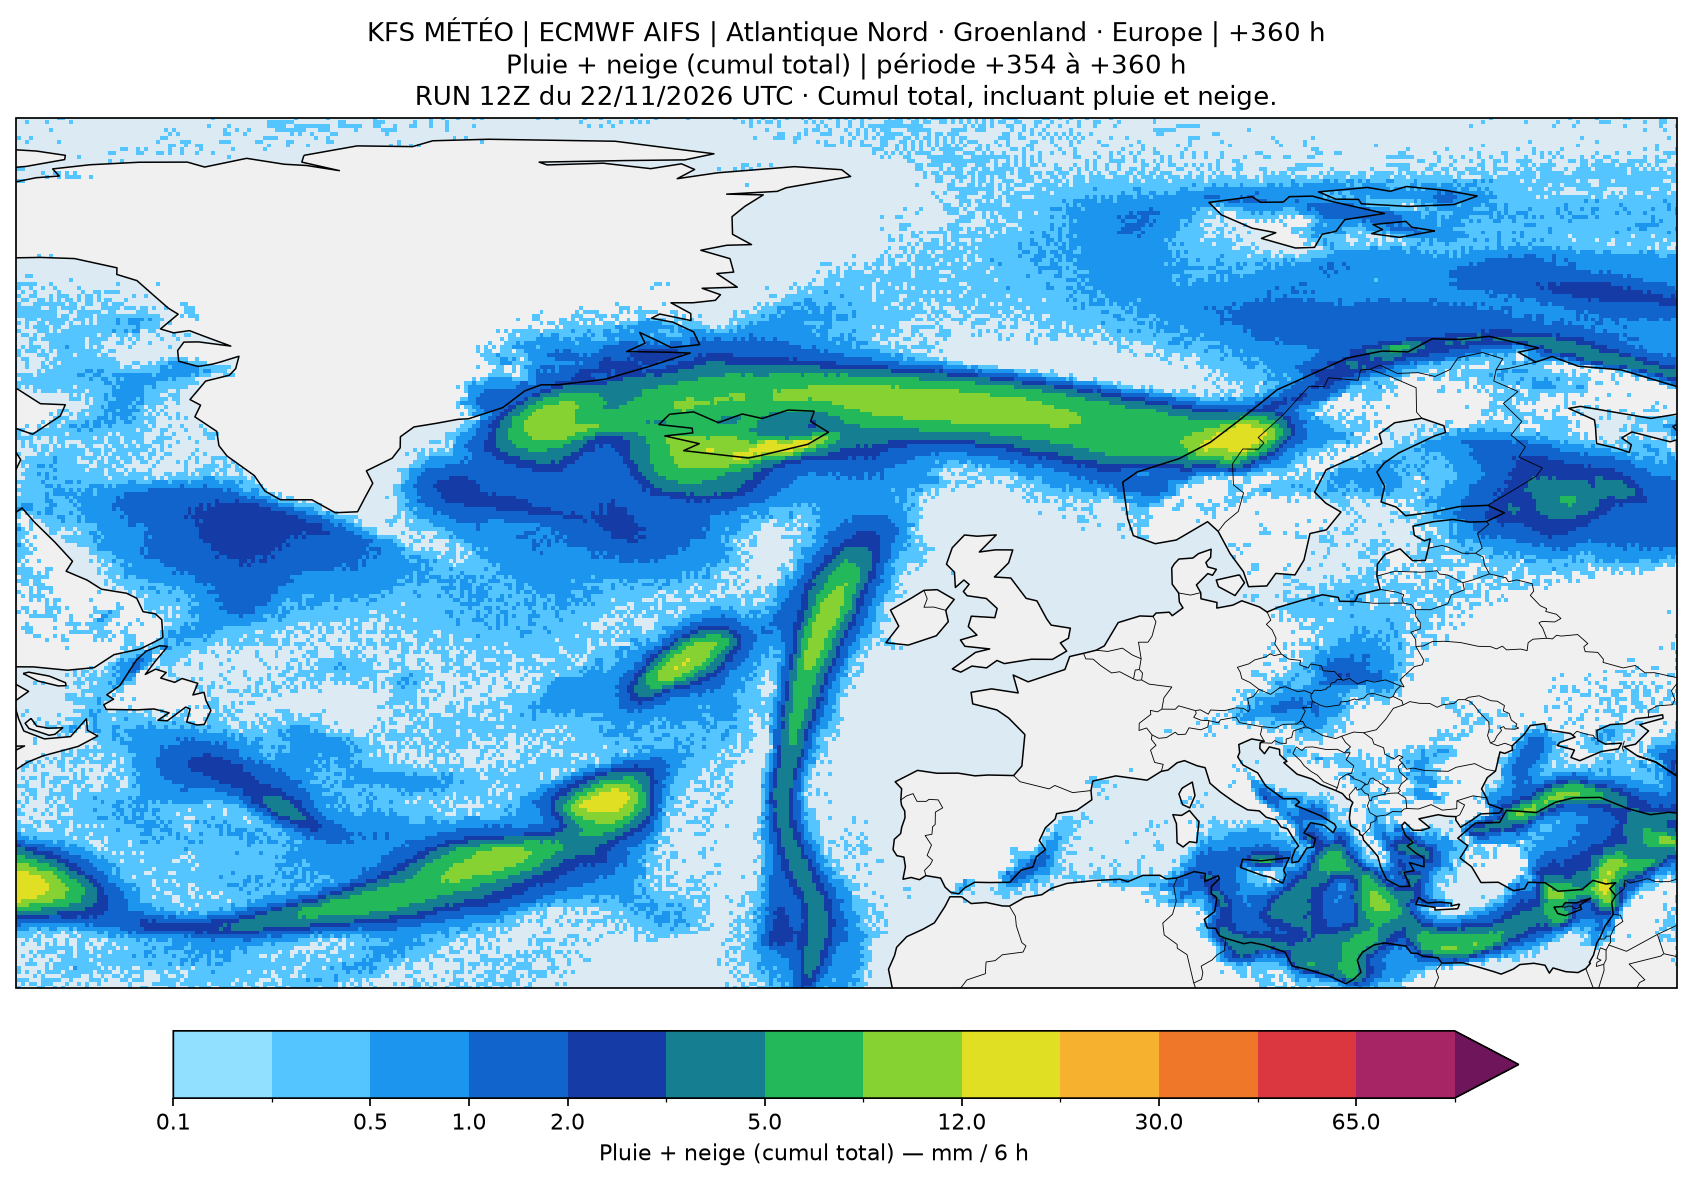 KFS MÉTÉO | ECMWF AIFS | Atlantique Nord · Groenland · Europe | +360 h
Pluie + neige (cumul total) | période +354 à +360 h
RUN 12Z du 22/11/2026 UTC · Cumul total, incluant pluie et neige.
0.1 0.5 1.0 2.0 5.0 12.0 30.0 65.0
Pluie + neige (cumul total) — mm / 6 h